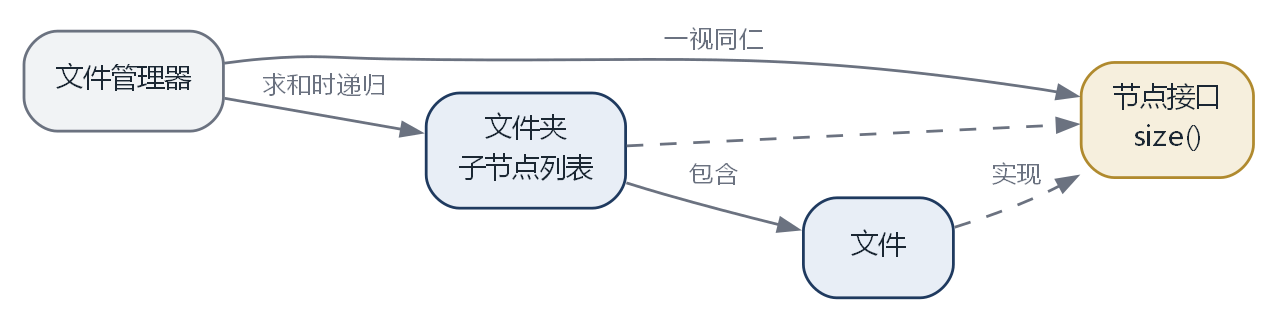 一视同仁
文件管理器
求和时递归
节点接口
size()
文件夹
子节点列表
包含
实现
文件